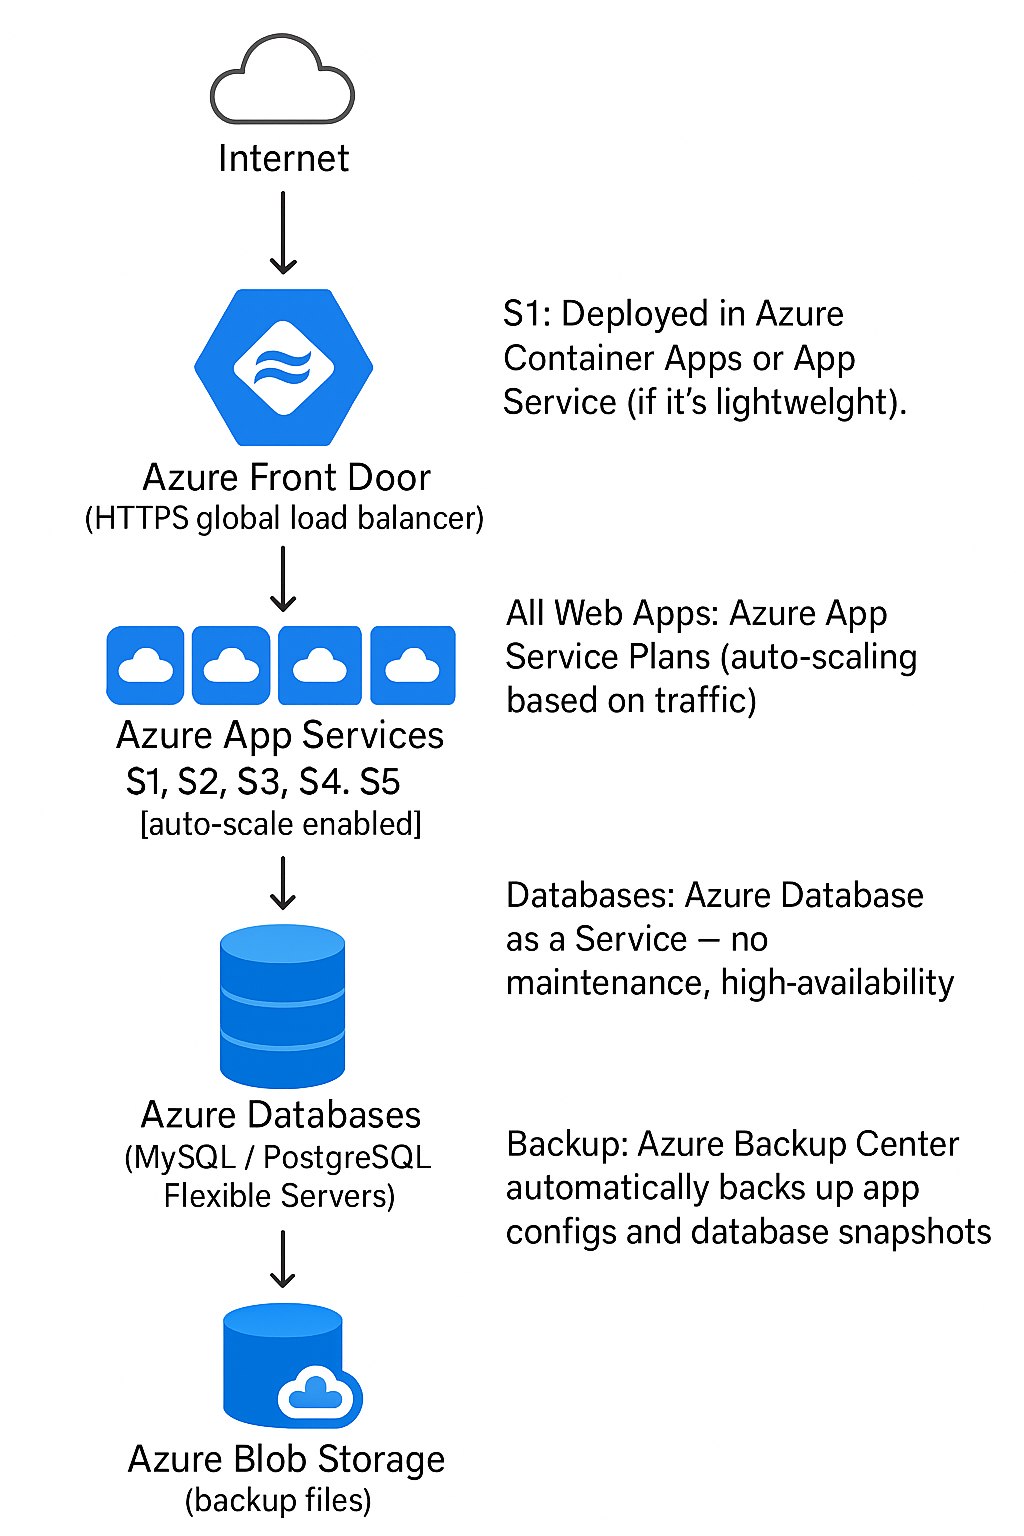 Internet
S1: Deployed in Azure
Container Apps or App
Service (if it's lightwelght).
Azure Front Door
(HTTPS global load balancer)
All Web Apps: Azure App
Service Plans (auto-scaling
based on traffic)
Azure App Services
S1, S2, S3, S4. S5
[auto-scale enabled]
Databases: Azure Database
as a Service – no
maintenance, high-availability
Azure Databases
(MySQL / PostgreSQL
Flexible Servers)
Backup: Azure Backup Center
automatically backs up app
configs and database snapshots
Azure Blob Storage
(backup files)